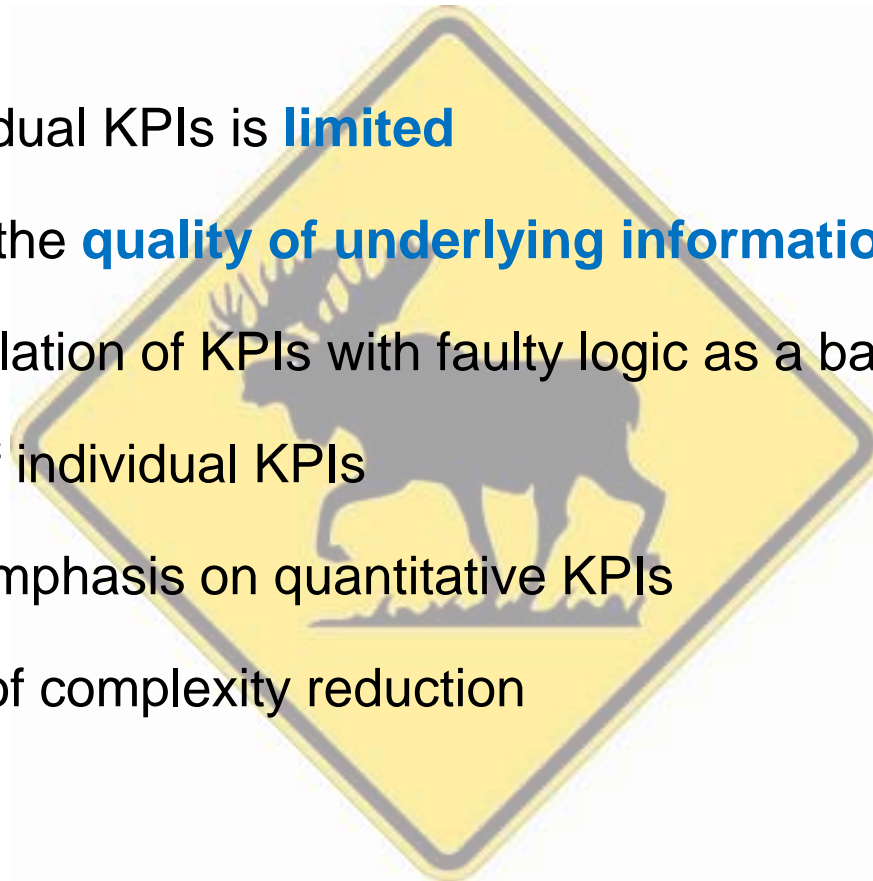 dual KPIs is limited
the quality of underlying informatio
lation of KPIs with faulty logic as a ba
individual KPIs
mphasis on quantitative KPIs
of complexity reduction